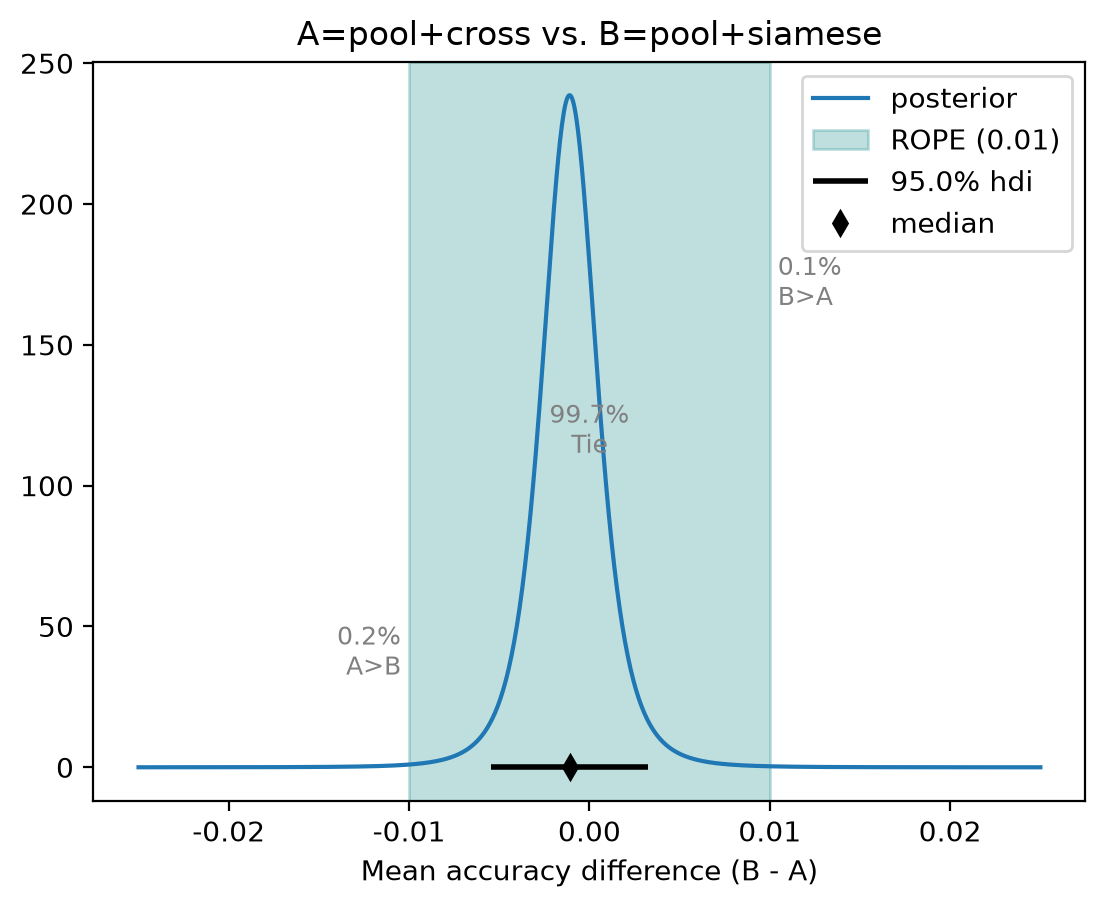 A=pool+cross vs. B=pool+siamese
250
200
150
100
50
0
posterior
ROPE (0.01)
95.0% hdi
median
0.1%
B>A
99.7%
Tie
0.2%
A>B
-0.02
-0.01
0.00
0.01
0.02
Mean accuracy difference (B - A)